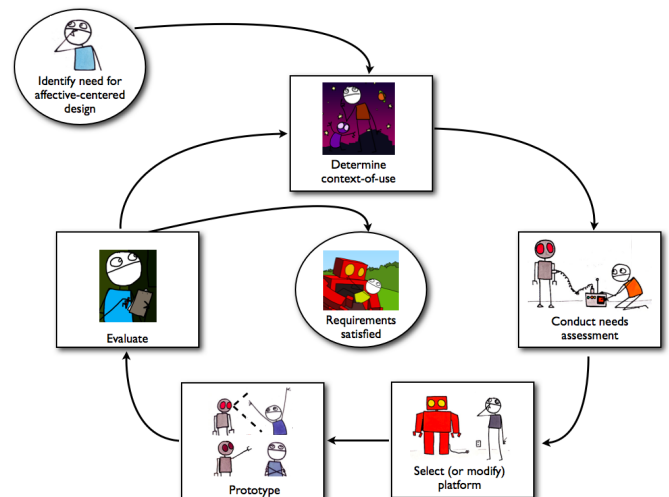 Identify need for
affective-centered
design
Determine
context-of-use
Conduct needs
assessment
Select (or modify)
platform
Prototype
Evaluate
Requirements
satisfied